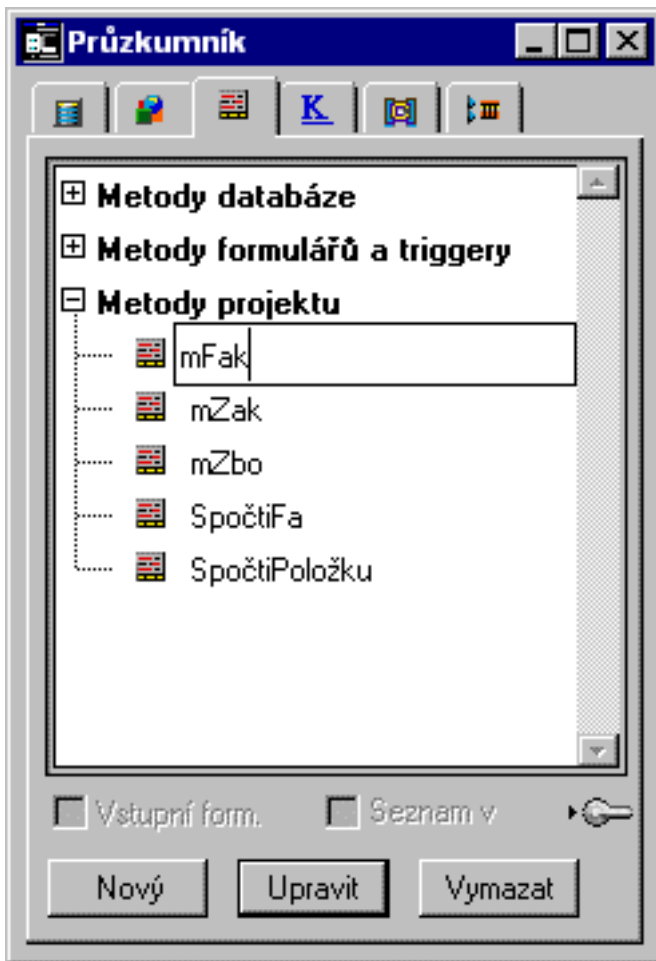 Průzkumník
K
Metody databáze
Metody formulářů a triggery
Metody projektu
mFak
mZak
mZbo
SpočtiFa
SpočtiPoložku
Vstupní form. Seznam v
Nový Upravit Vymazat